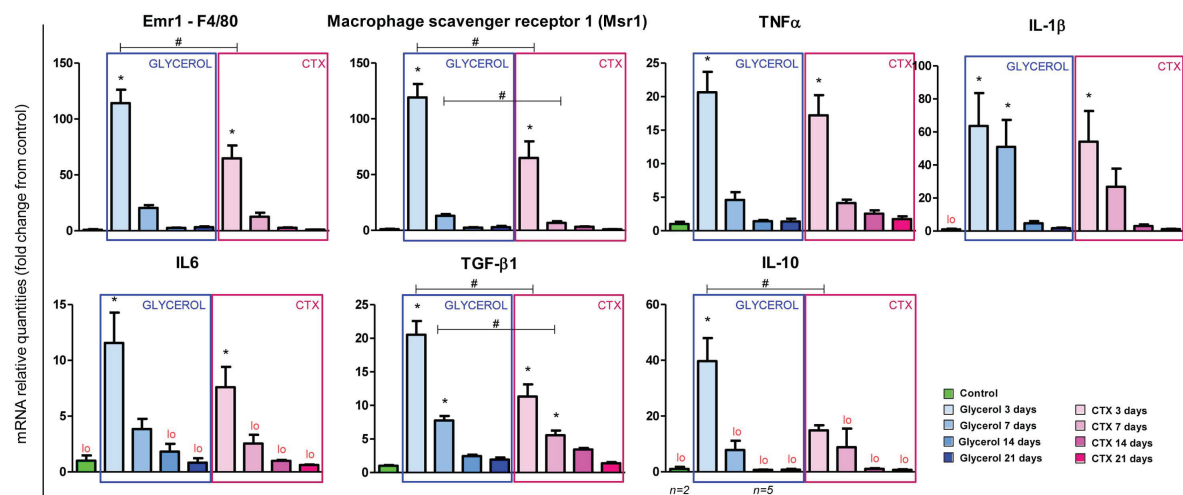 mRNA relative quantities (fold change from control)
Emr1 - F4/80
#
GLYCEROL
CTX
150
100
50
0
*
*
Macrophage scavenger receptor 1 (Msr1)
#
GLYCEROL
CTX
150
100
50
0
*
#
*
TNFα
GLYCEROL
CTX
25
20
15
10
5
0
*
*
IL-1β
GLYCEROL
CTX
100
80
60
40
20
0
lo
*
*
*
IL6
GLYCEROL
CTX
15
10
5
0
lo
*
lo
lo
*
lo
lo
lo
TGF-β1
#
GLYCEROL
CTX
25
20
15
10
5
0
*
#
*
*
*
IL-10
#
GLYCEROL
CTX
60
40
20
0
lo
*
lo
lo
lo
lo
lo
lo
n=2
n=5
Control
Glycerol 3 days
Glycerol 7 days
Glycerol 14 days
Glycerol 21 days
CTX 3 days
CTX 7 days
CTX 14 days
CTX 21 days